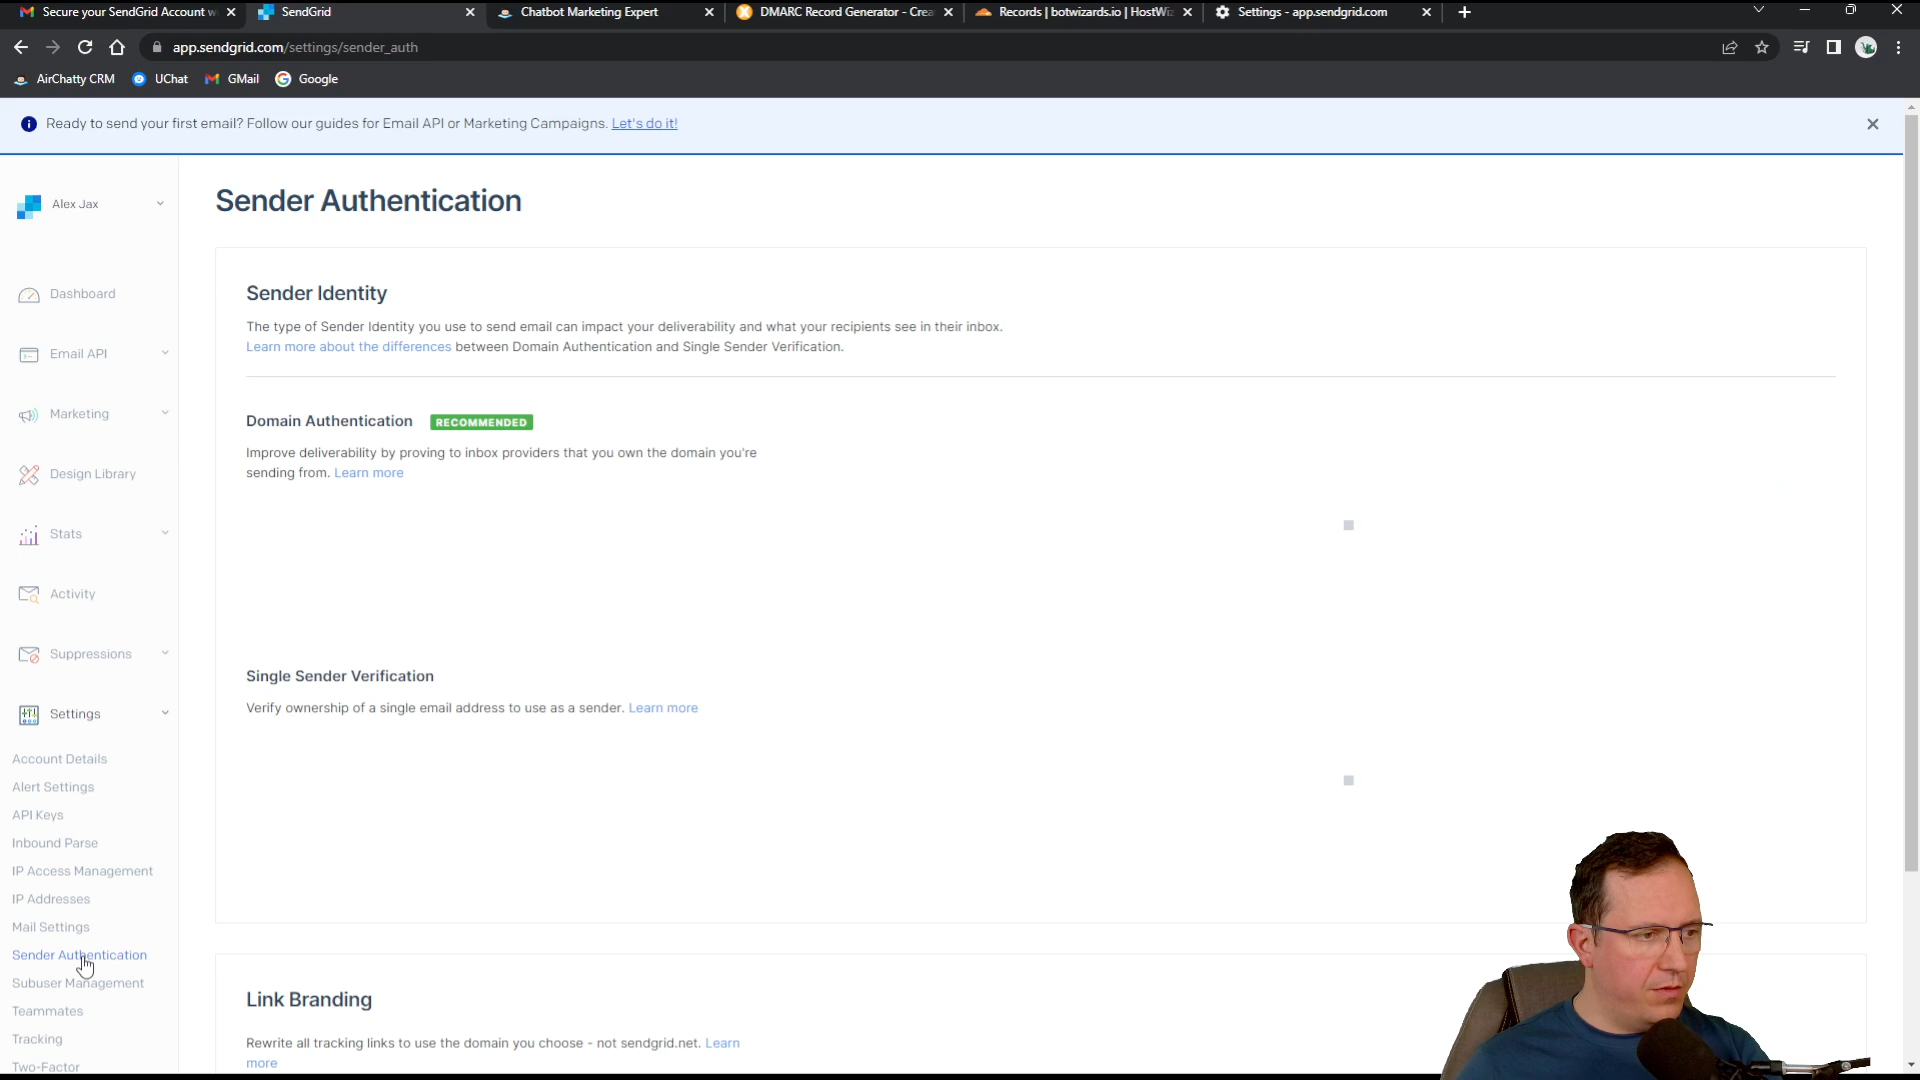 Secure your SendGrid Account w
SendGrid
Chatbot Marketing Expert
DMARC Record Generator - Crea
Records | botwizards.io | HostWiz
Settings - app.sendgrid.com
app.sendgrid.com/settings/sender_auth
AirChatty CRM
UChat
GMail
Google
Ready to send your first email? Follow our guides for Email API or Marketing Campaigns. Let's do it!
Alex Jax
Dashboard
Email API
Marketing
Design Library
Stats
Activity
Suppressions
Settings
Account Details
Alert Settings
API Keys
Inbound Parse
IP Access Management
IP Addresses
Mail Settings
Sender Authentication
Subuser Management
Teammates
Tracking
Two-Factor
Sender Authentication
Sender Identity
The type of Sender Identity you use to send email can impact your deliverability and what your recipients see in their inbox.
Learn more about the differences between Domain Authentication and Single Sender Verification.
Domain Authentication RECOMMENDED
Improve deliverability by proving to inbox providers that you own the domain you're
sending from. Learn more
Single Sender Verification
Verify ownership of a single email address to use as a sender. Learn more
Link Branding
Rewrite all tracking links to use the domain you choose - not sendgrid.net. Learn
more